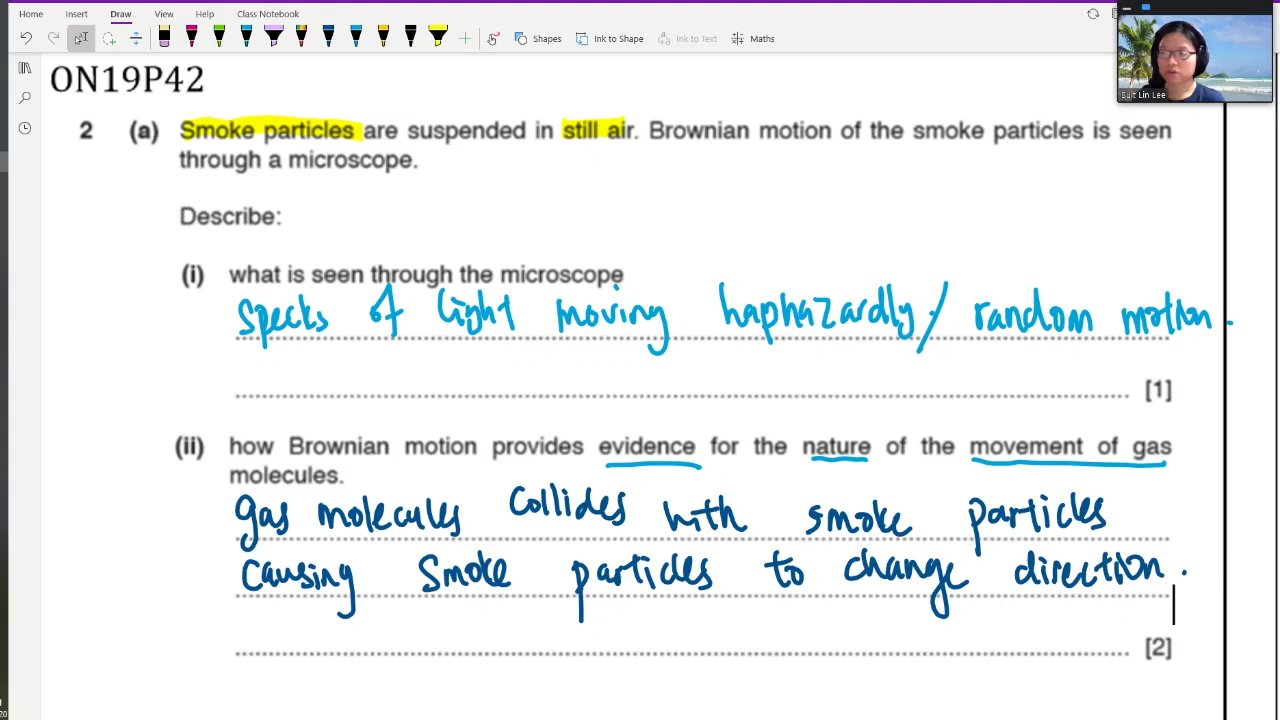 Home Insert Draw View Help Class Notebook
Shapes Ink to Shape Ink to Text Maths
Suit Lin Lee
ON19P42
2 (a) Smoke particles are suspended in still air. Brownian motion of the smoke particles is seen
through a microscope.
Describe:
(i) what is seen through the microscope
specks of light moving haphazardly / random motion.
[1]
(ii) how Brownian motion provides evidence for the nature of the movement of gas
molecules.
gas molecules collides with smoke particles
causing smoke particles to change direction.
[2]